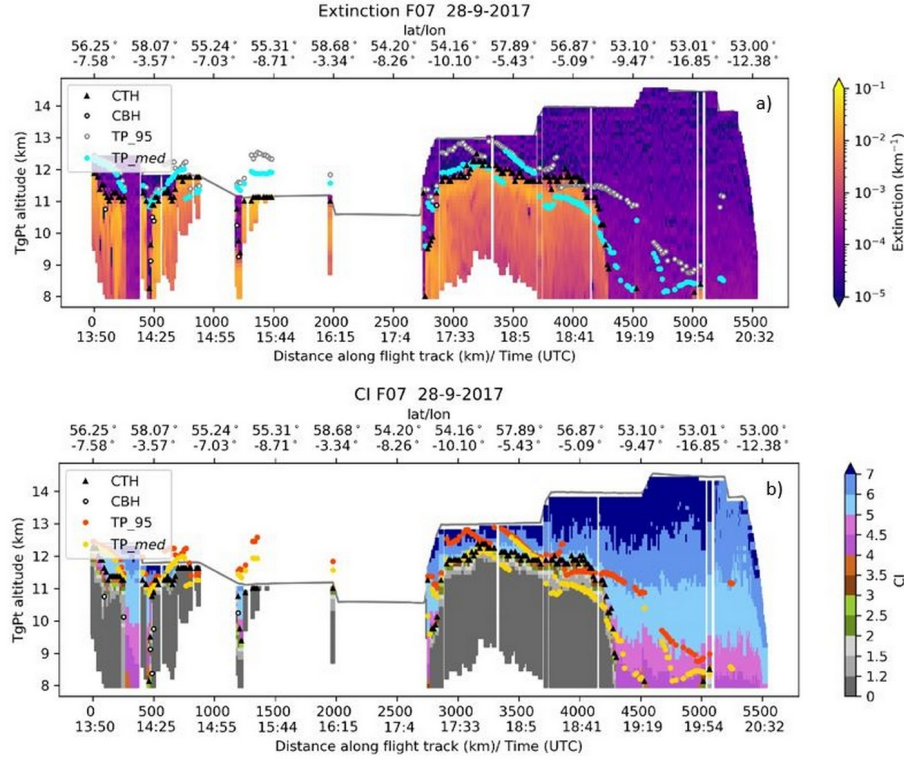 Extinction F07 28-9-2017
lat/lon
56.25° 58.07° 55.24° 55.31° 58.68° 54.20° 54.16° 57.89° 56.87° 53.10° 53.01° 53.00°
-7.58° -3.57° -7.03° -8.71° -3.34° -8.26° -10.10° -5.43° -5.09° -9.47° -16.85° -12.38°
a)
CTH
CBH
TP_95
TP_med
TgPt altitude (km)
14
13
12
11
10
9
8
0 500 1000 1500 2000 2500 3000 3500 4000 4500 5000 5500
13:50 14:25 14:55 15:44 16:15 17:4 17:33 18:5 18:41 19:19 19:54 20:32
Distance along flight track (km)/ Time (UTC)
10⁻¹
10⁻²
10⁻³
10⁻⁴
10⁻⁵
Extinction (km⁻¹)
CI F07 28-9-2017
lat/lon
56.25° 58.07° 55.24° 55.31° 58.68° 54.20° 54.16° 57.89° 56.87° 53.10° 53.01° 53.00°
-7.58° -3.57° -7.03° -8.71° -3.34° -8.26° -10.10° -5.43° -5.09° -9.47° -16.85° -12.38°
b)
CTH
CBH
TP_95
TP_med
TgPt altitude (km)
14
13
12
11
10
9
8
0 500 1000 1500 2000 2500 3000 3500 4000 4500 5000 5500
13:50 14:25 14:55 15:44 16:15 17:4 17:33 18:5 18:41 19:19 19:54 20:32
Distance along flight track (km)/ Time (UTC)
7
6
5
4.5
4
3.5
3
2.5
2
1.5
1.2
0
CI